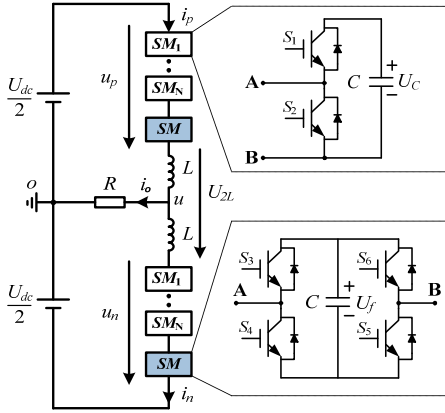 i_p
SM_1
SM_N
SM
u_p
U_dc
2
S_1
A
S_2
B
C
+
U_C
−
L
o
R
i_o
u
U_2L
L
SM_1
SM_N
SM
U_dc
2
u_n
i_n
S_3
S_6
A
C
+
U_f
−
B
S_4
S_5